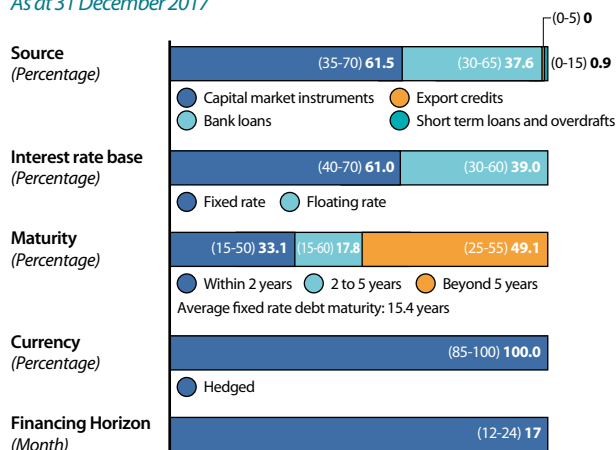 As at 31 December 2017
(0-5) 0
Source
(Percentage)
(35-70) 61.5 (30-65) 37.6 (0-15) 0.9
Capital market instruments Export credits
Bank loans Short term loans and overdrafts
Interest rate base
(Percentage)
(40-70) 61.0 (30-60) 39.0
Fixed rate Floating rate
Maturity
(Percentage)
(15-50) 33.1 (15-60) 17.8 (25-55) 49.1
Within 2 years 2 to 5 years Beyond 5 years
Average fixed rate debt maturity: 15.4 years
Currency
(Percentage)
(85-100) 100.0
Hedged
Financing Horizon
(Month)
(12-24) 17